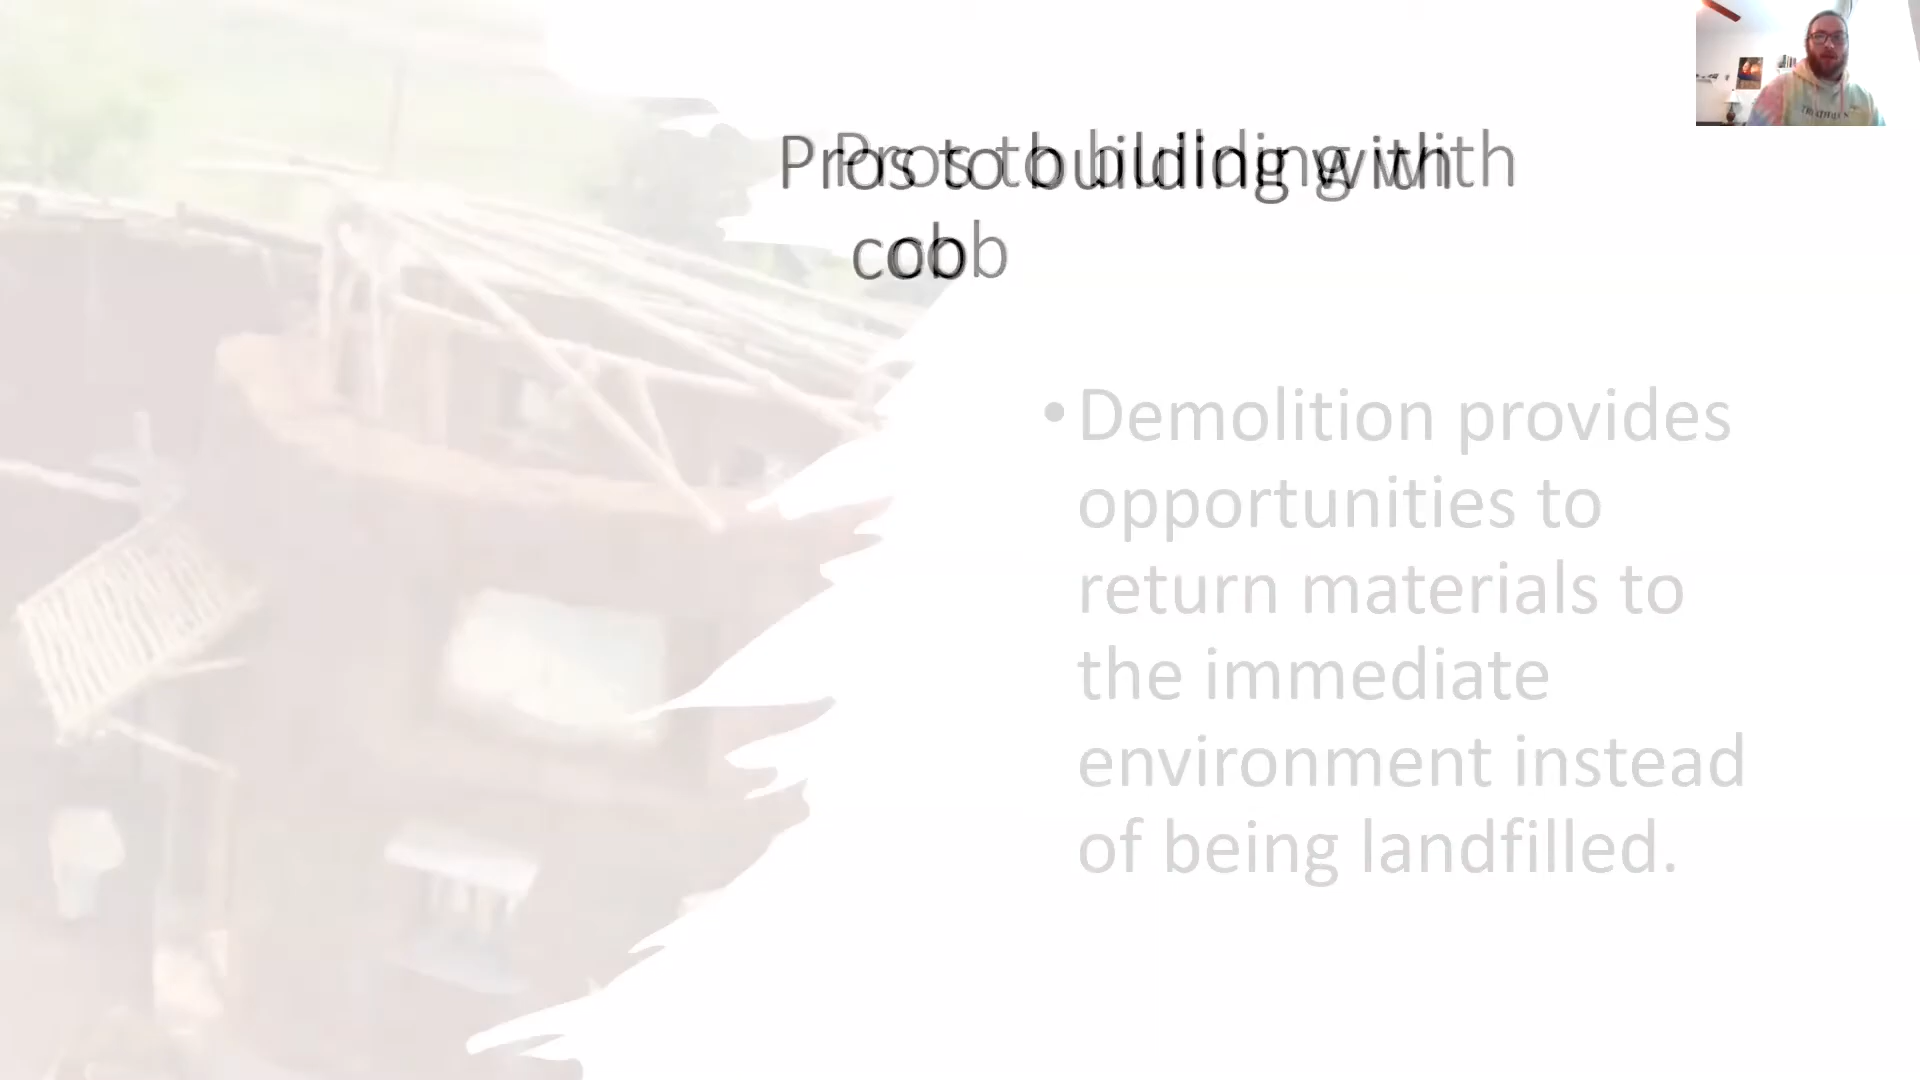 Pros to building with
cob
• Demolition provides
opportunities to
return materials to
the immediate
environment instead
of being landfilled.